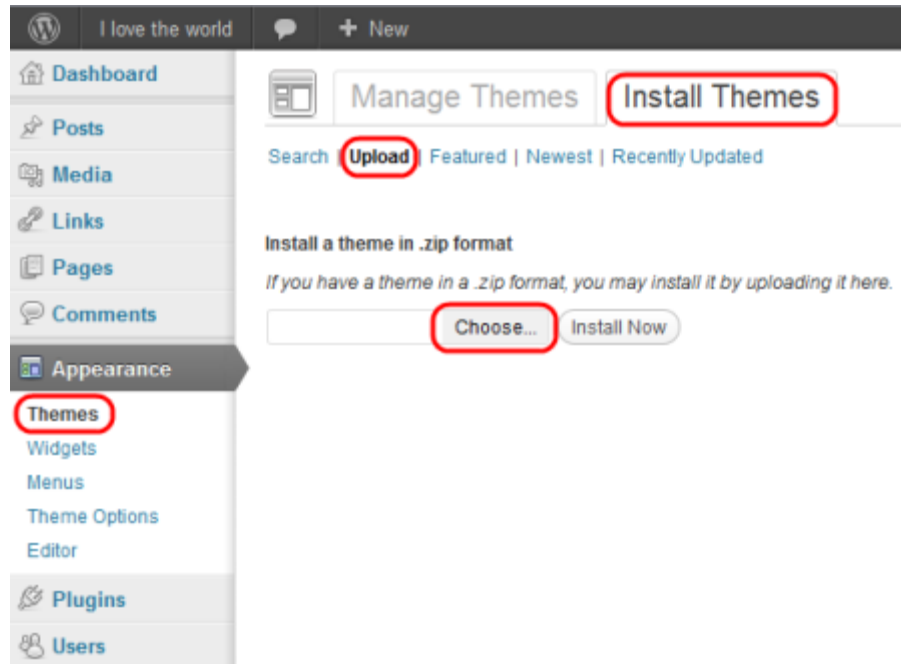 I love the world + New
Dashboard
Manage Themes Install Themes
Posts
Search | Upload | Featured | Newest | Recently Updated
Media
Links
Install a theme in .zip format
Pages
If you have a theme in a .zip format, you may install it by uploading it here.
Comments
Choose... Install Now
Appearance
Themes
Widgets
Menus
Theme Options
Editor
Plugins
Users